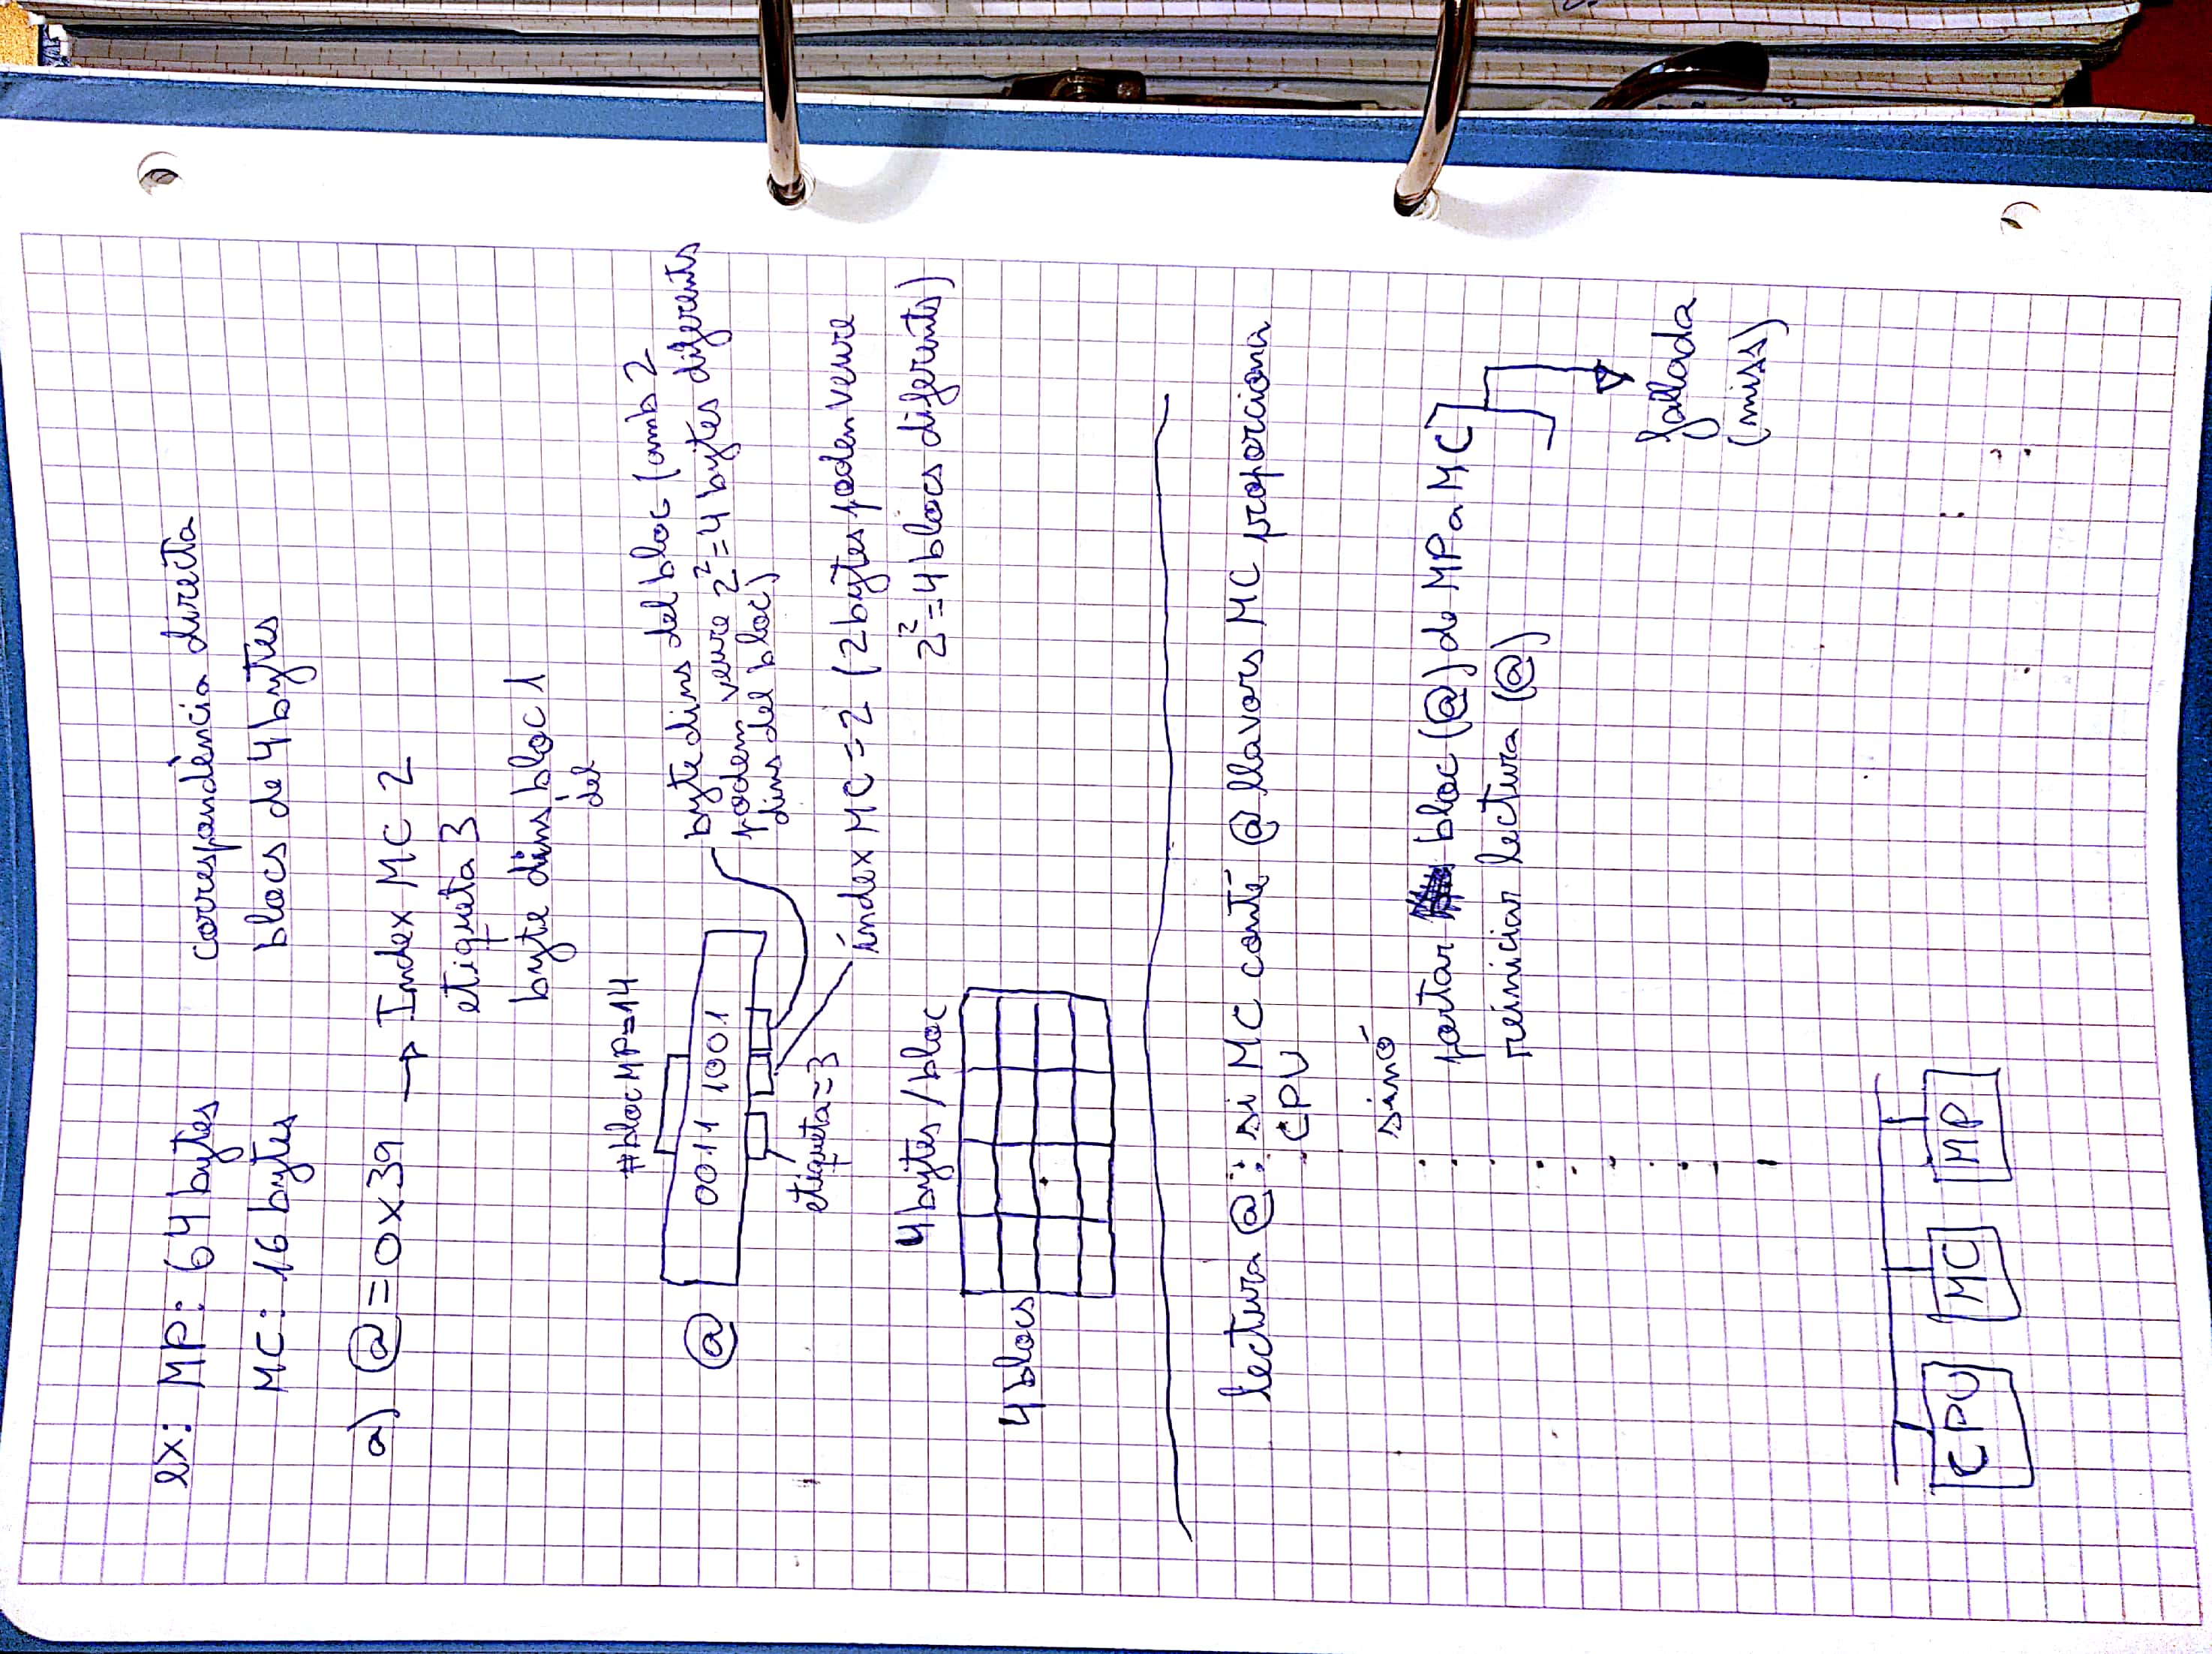 ex: MP: 64 bytes correspondència directa
MC: 16 bytes blocs de 4 bytes
a) @ = 0x39 → Index MC 2
etiqueta 3
byte dins bloc 1
del
#bloc MP=14
@ 0011 1001
byte dins del bloc (amb 2
podem veure 2²=4 bytes diferents
dins del bloc)
etiqueta=3
índex MC = 2 (2 bytes poden veure
2²=4 blocs diferents)
4 bytes/bloc
4 blocs
lectura @: si MC conté @ llavors MC proporciona
CPU
sinó
portar bloc (@) de MP a MC
reiniciar lectura (@)
fallada
(miss)
CPU MC MP